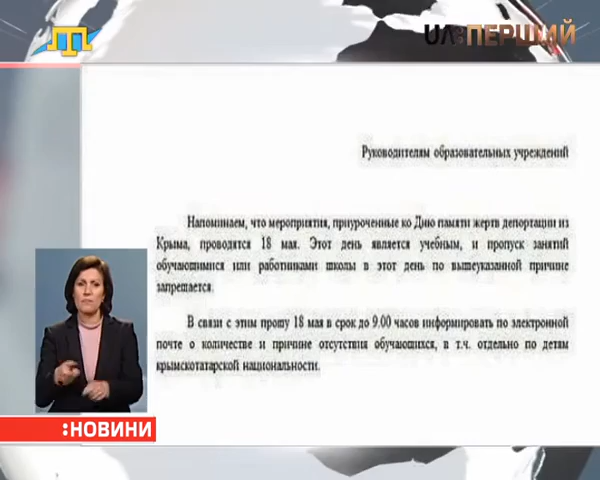 UA:ПЕРШИЙ
Руководителям образовательных учреждений
Напоминаем, что мероприятия, приуроченные ко Дню памяти жертв депортации из
Крыма, проводятся 18 мая. Этот день является учебным, и пропуск занятий
обучающимися или работниками школы в этот день по вышеуказанной причине
запрещается.
В связи с этим прошу 18 мая в срок до 9.00 часов информировать по электронной
почте о количестве и причине отсутствия обучающихся, в т.ч. отдельно по детям
крымскотатарской национальности.
:НОВИНИ